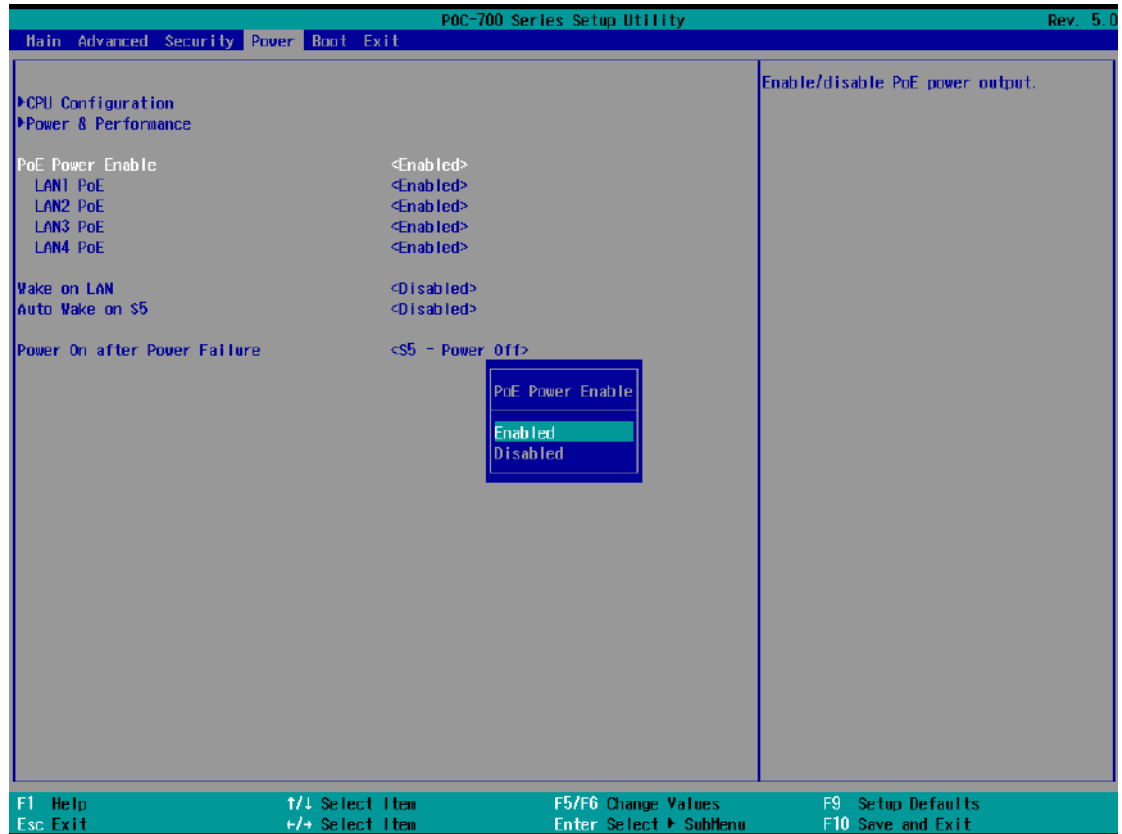 POC-700 Series Setup Utility Rev. 5.0
Main Advanced Security Power Boot Exit
Enable/disable PoE power output.
▶CPU Configuration
▶Power & Performance
PoE Power Enable <Enabled>
LAN1 PoE <Enabled>
LAN2 PoE <Enabled>
LAN3 PoE <Enabled>
LAN4 PoE <Enabled>
Wake on LAN <Disabled>
Auto Wake on S5 <Disabled>
Power On after Power Failure <S5 - Power Off>
PoE Power Enable
Enabled
Disabled
F1 Help ↑/↓ Select Item F5/F6 Change Values F9 Setup Defaults
Esc Exit ←/→ Select Item Enter Select ▶ SubMenu F10 Save and Exit